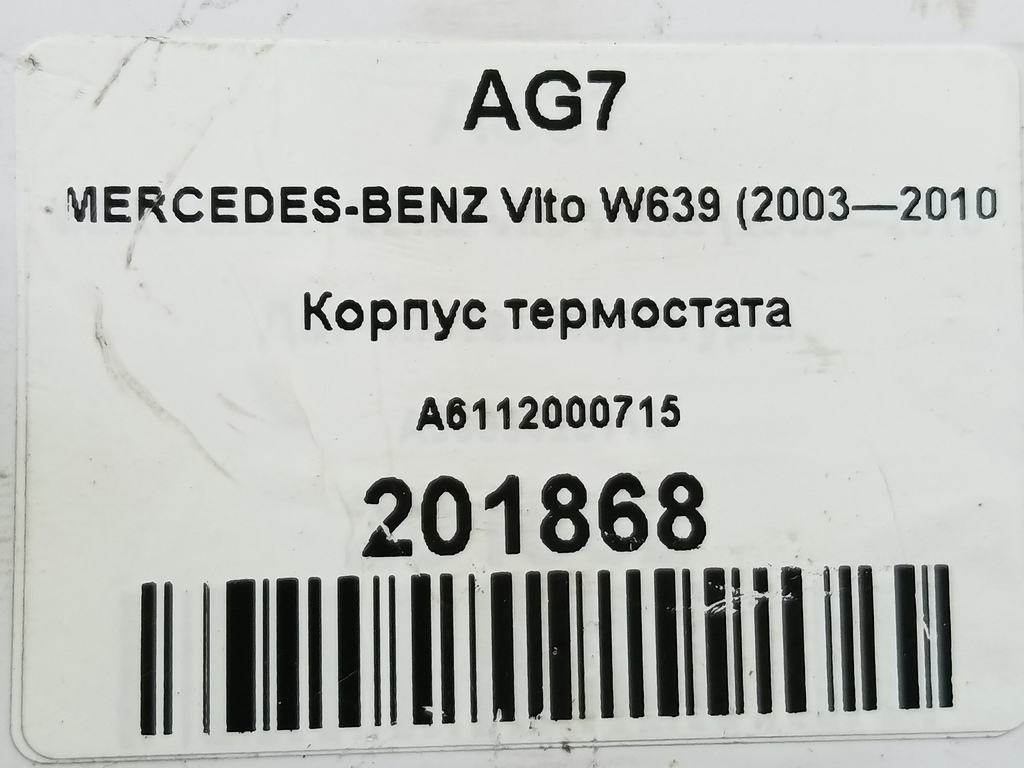 AG7
MERCEDES-BENZ Vito W639 (2003—2010
Корпус термостата
A6112000715
201868